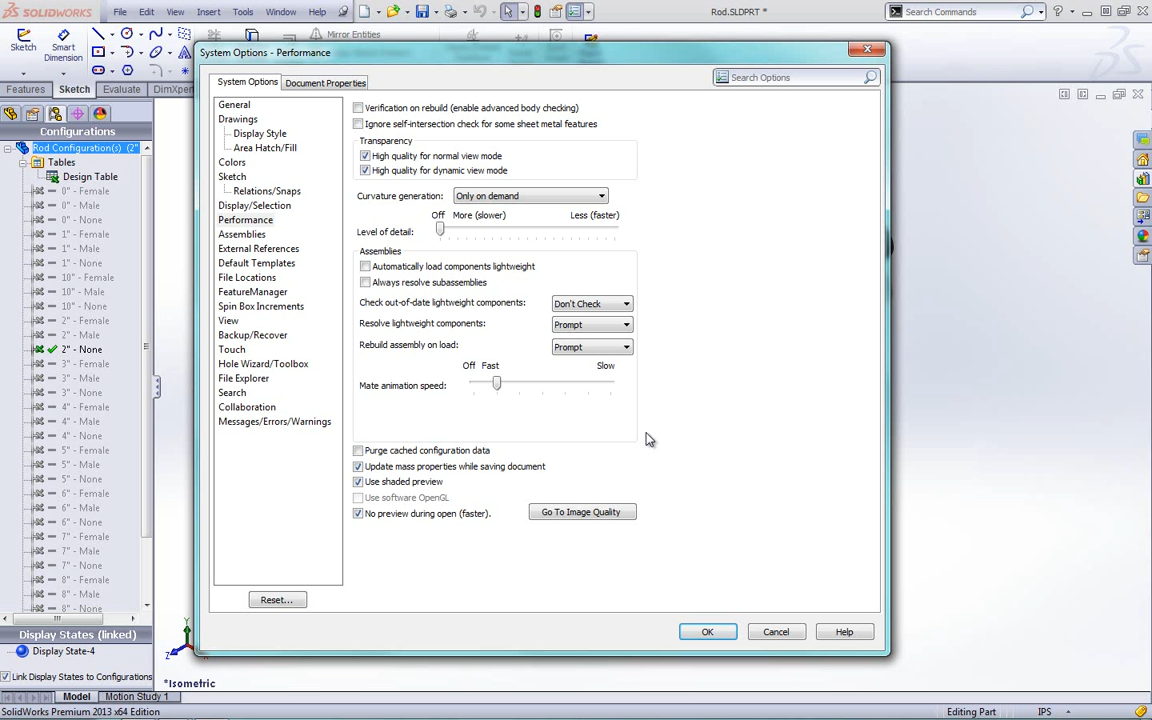 SOLIDWORKS File Edit View Insert Tools Window Help Rod.SLDPRT * Search Commands
Sketch Smart Dimension Mirror Entities
Features Sketch Evaluate DimXpert
System Options - Performance
System Options Document Properties Search Options
Configurations
Rod Configuration(s) (2"
Tables
Design Table
0" - Female
0" - Male
0" - None
1" - Female
1" - Male
1" - None
10" - Female
10" - Male
10" - None
2" - Female
2" - Male
2" - None
3" - Female
3" - Male
3" - None
4" - Female
4" - Male
4" - None
5" - Female
5" - Male
5" - None
6" - Female
6" - Male
6" - None
7" - Female
7" - Male
7" - None
8" - Female
8" - Male
8" - None
Display States (linked)
Display State-4
Link Display States to Configurations
General
Drawings
Display Style
Area Hatch/Fill
Colors
Sketch
Relations/Snaps
Display/Selection
Performance
Assemblies
External References
Default Templates
File Locations
FeatureManager
Spin Box Increments
View
Backup/Recover
Touch
Hole Wizard/Toolbox
File Explorer
Search
Collaboration
Messages/Errors/Warnings
Reset...
Verification on rebuild (enable advanced body checking)
Ignore self-intersection check for some sheet metal features
Transparency
High quality for normal view mode
High quality for dynamic view mode
Curvature generation: Only on demand
Off More (slower) Less (faster)
Level of detail:
Assemblies
Automatically load components lightweight
Always resolve subassemblies
Check out-of-date lightweight components: Don't Check
Resolve lightweight components: Prompt
Rebuild assembly on load: Prompt
Off Fast Slow
Mate animation speed:
Purge cached configuration data
Update mass properties while saving document
Use shaded preview
Use software OpenGL
No preview during open (faster). Go To Image Quality
OK Cancel Help
Z
*Isometric
Model Motion Study 1
SolidWorks Premium 2013 x64 Edition Editing Part IPS